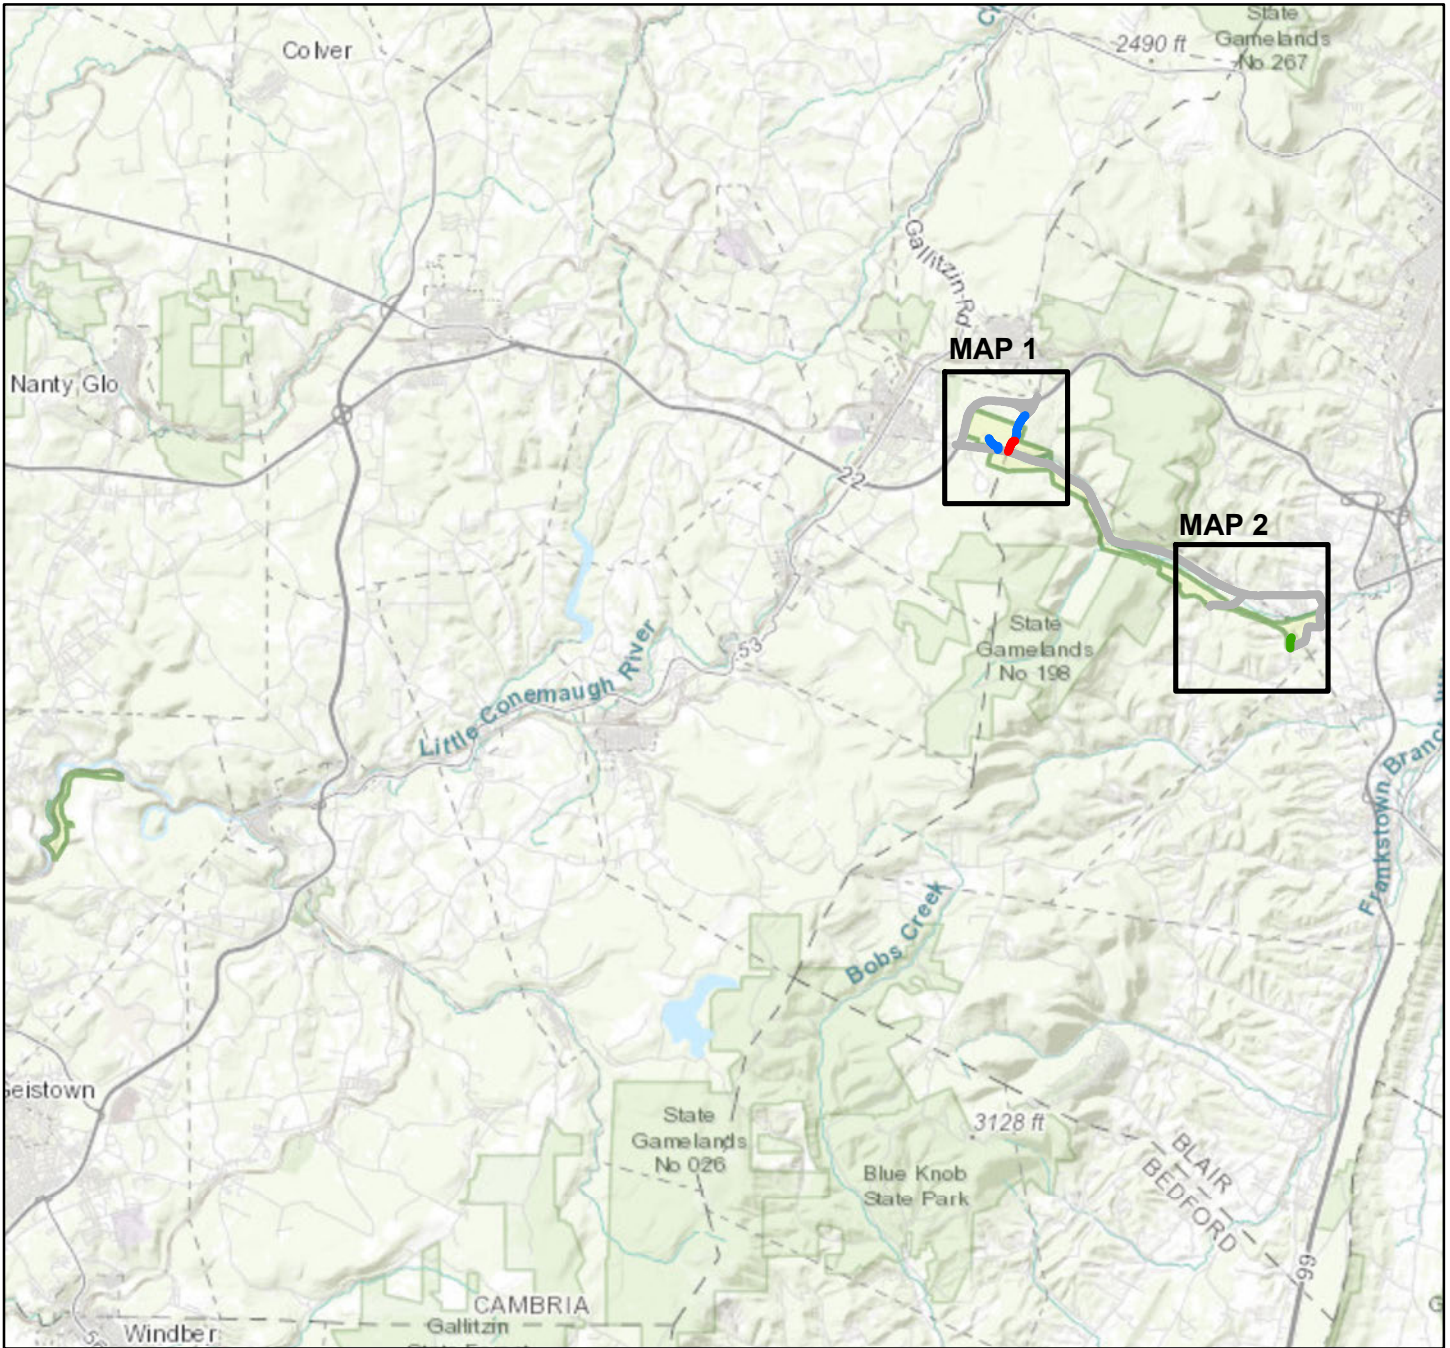 State
Gamelands
No 267
2490 ft
Colver
Gallitzin Rd
MAP 1
Nanty Glo
22
MAP 2
State
Gamelands
No 198
53
Little Conemaugh River
Frankstown Branch
Bobs Creek
Geistown
State
Gamelands
No 026
3128 ft
Blue Knob
State Park
BLAIR
BEDFORD
99
CAMBRIA
Gallitzin
Windber
56